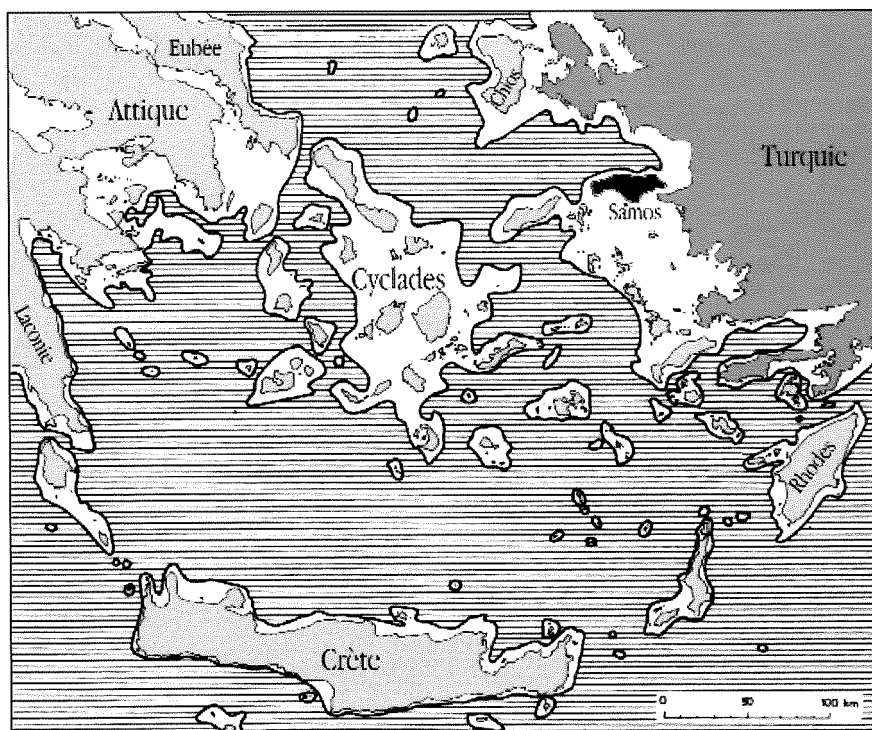 Eubée
Attique
Chios
Turquie
Samos
Cyclades
Laconie
Rhodes
Crète
0 50 100 km